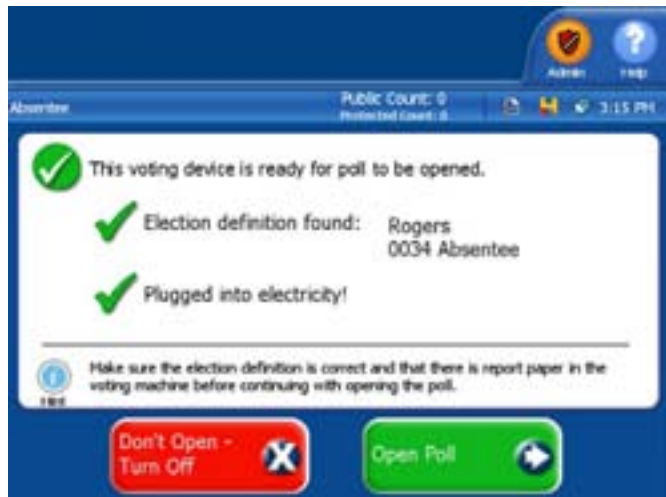 Admin
Help
Absentee
Public Count: 0
Protected Count: 0
3:15 PM
This voting device is ready for poll to be opened.
Election definition found:
Rogers
0034 Absentee
Plugged into electricity!
Make sure the election definition is correct and that there is report paper in the
voting machine before continuing with opening the poll.
Hint
Don't Open -
Turn Off
Open Poll